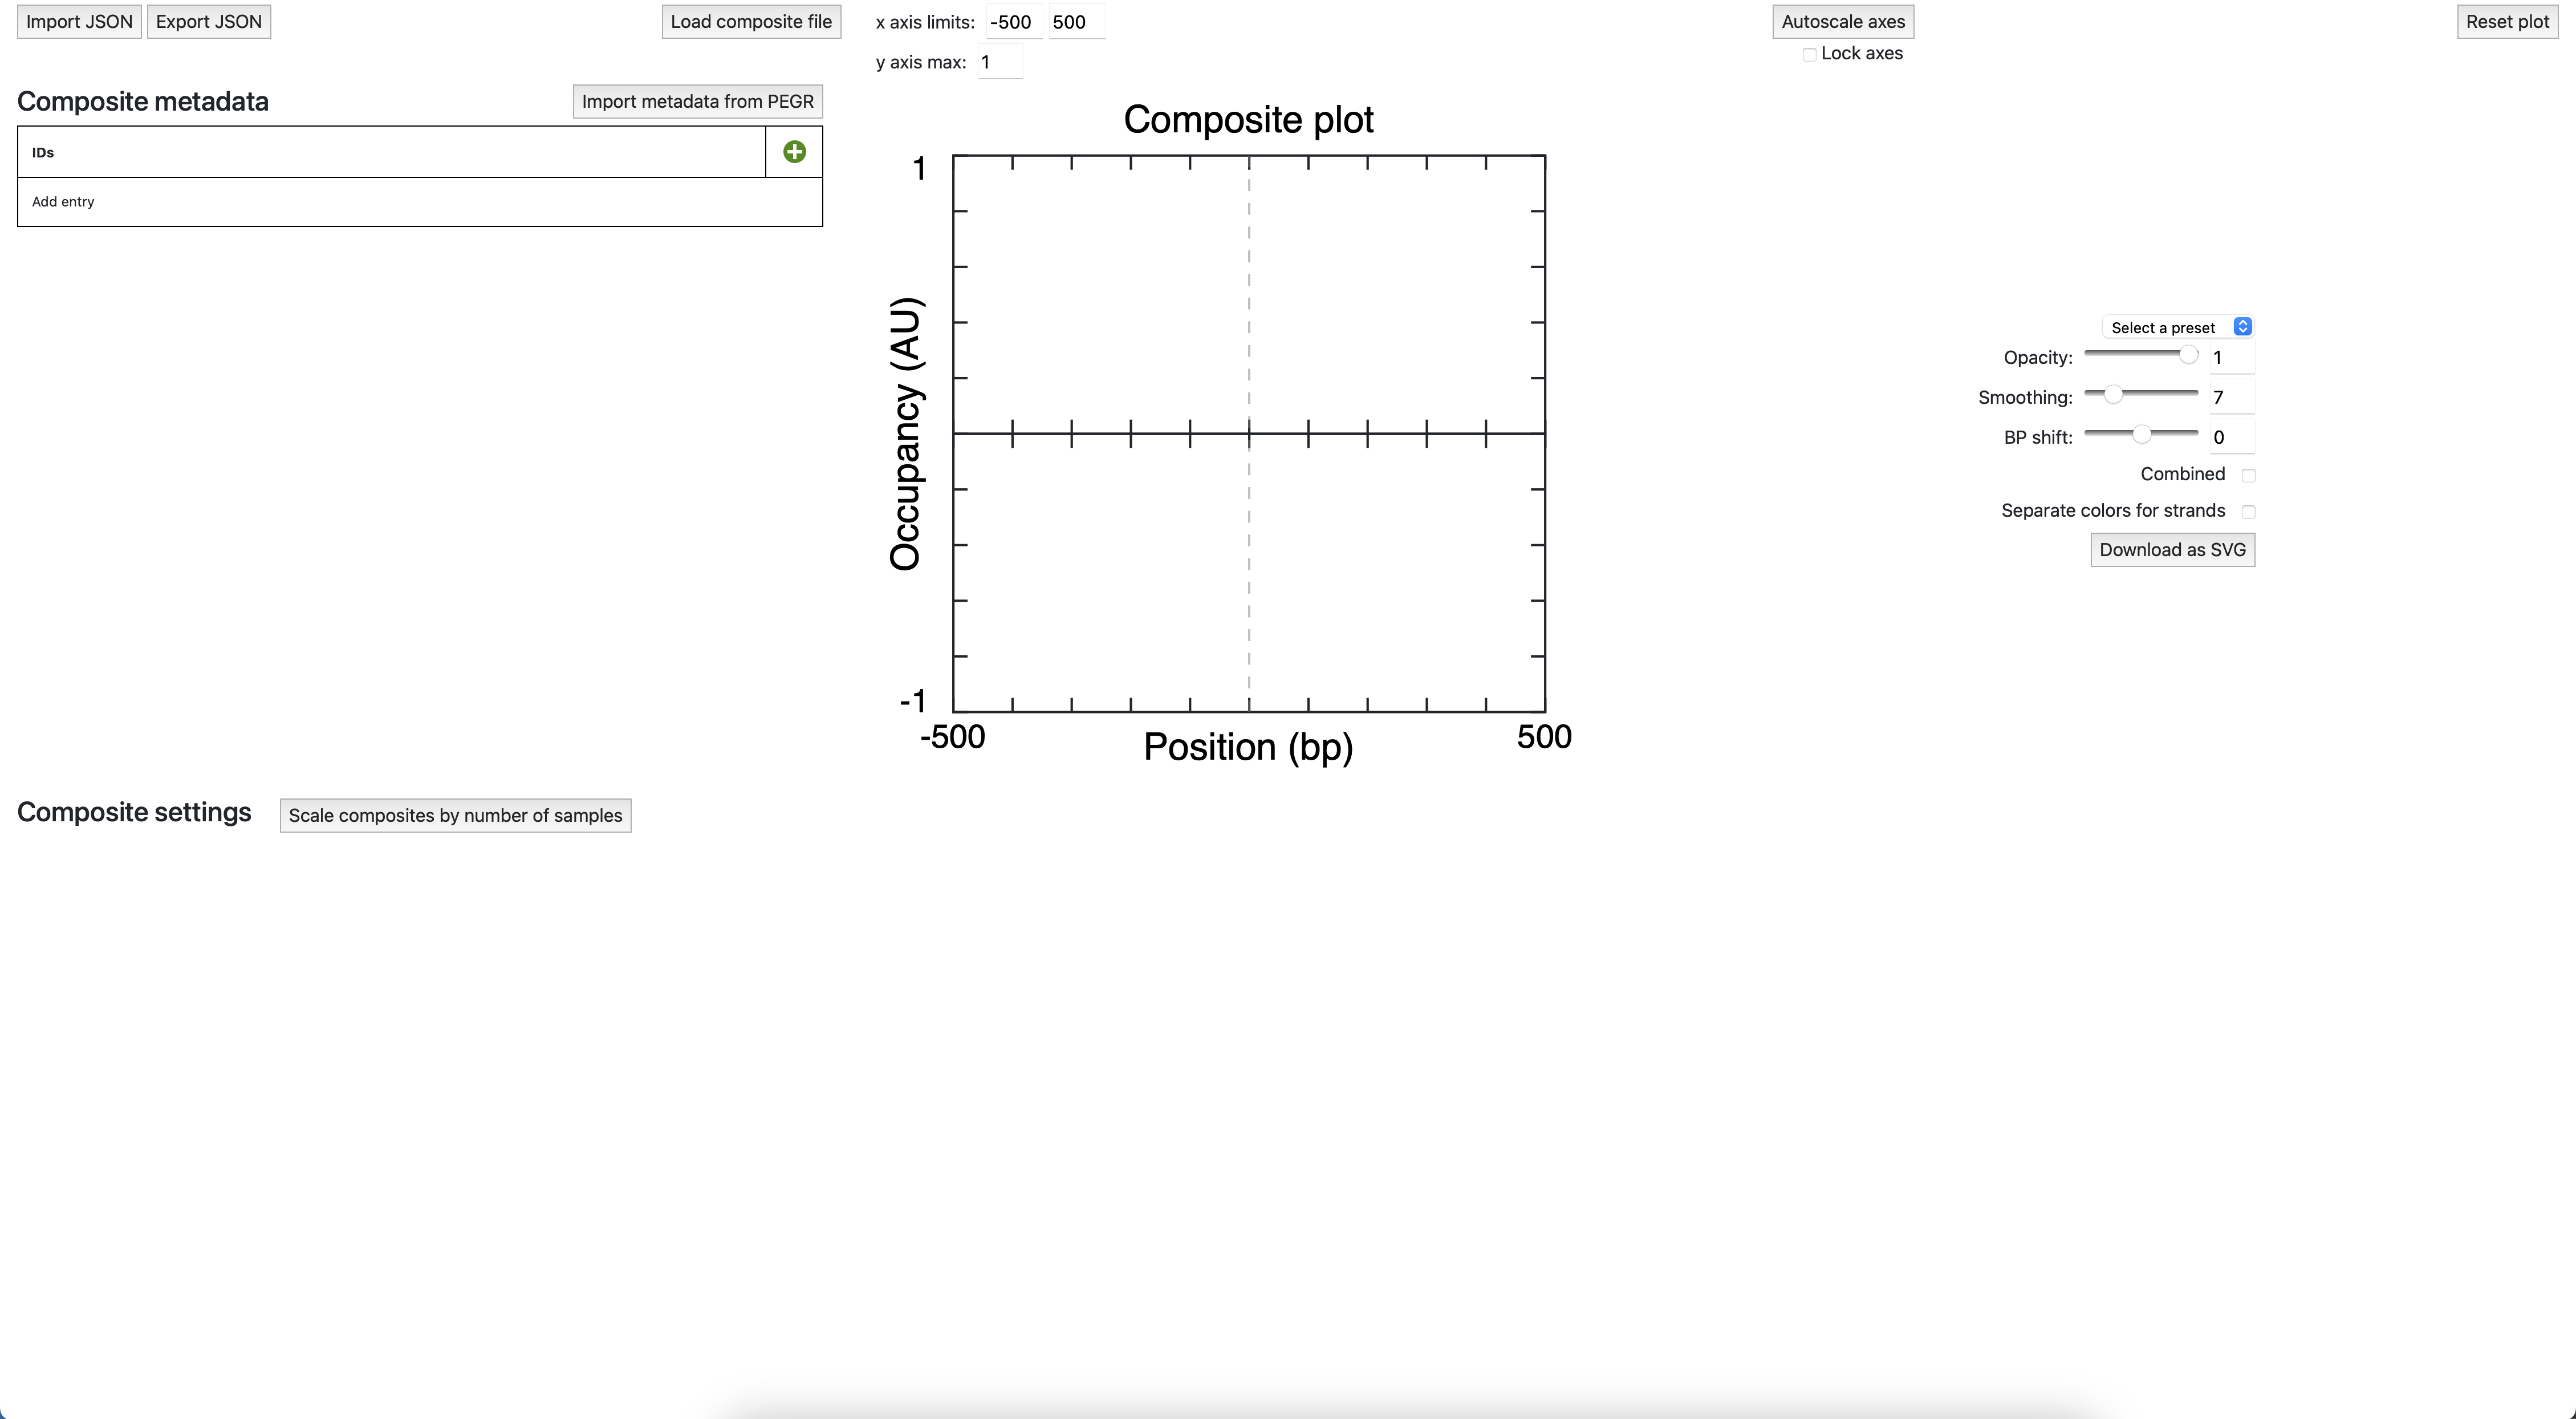 Import JSON
Export JSON
Load composite file
x axis limits: -500 500
y axis max: 1
Autoscale axes
Lock axes
Reset plot
Composite metadata
Import metadata from PEGR
IDs
Add entry
Composite plot
1
Occupancy (AU)
-1
-500
500
Position (bp)
Select a preset
Opacity: 1
Smoothing: 7
BP shift: 0
Combined
Separate colors for strands
Download as SVG
Composite settings
Scale composites by number of samples